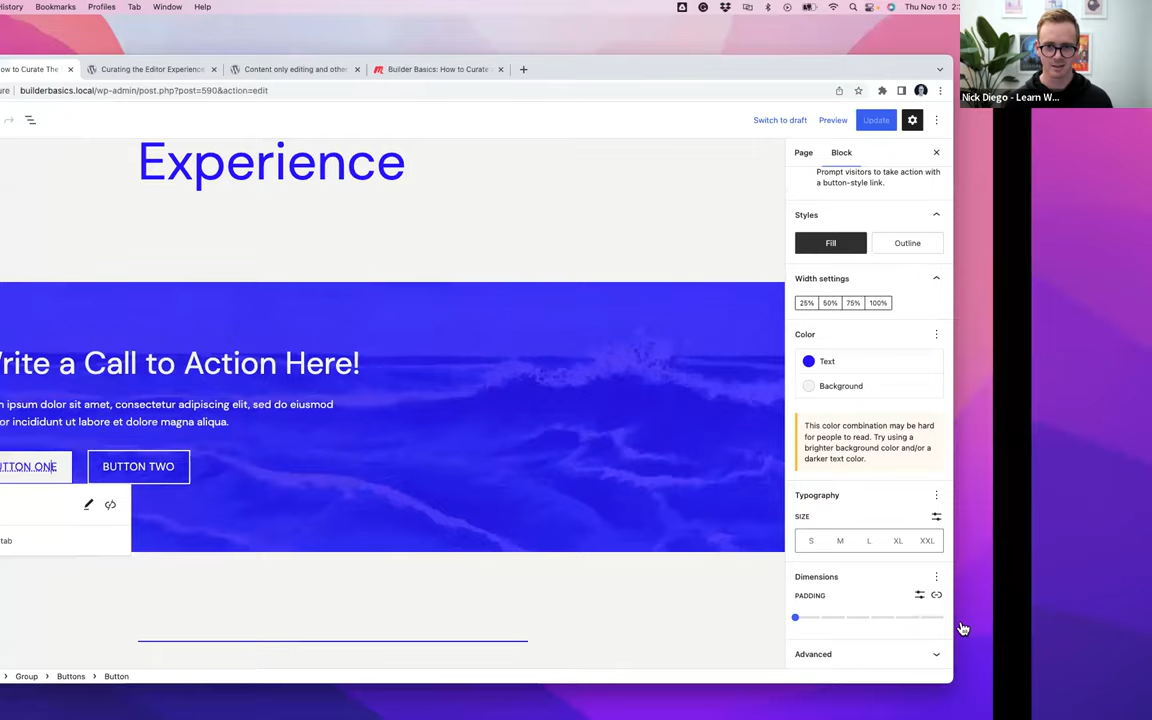 History Bookmarks Profiles Tab Window Help
Thu Nov 10
ow to Curate The
Curating the Editor Experience
Content only editing and other
Builder Basics: How to Curate
ure builderbasics.local/wp-admin/post.php?post=590&action=edit
Nick Diego - Learn W...
Switch to draft Preview Update
Experience
Page Block
Prompt visitors to take action with
a button-style link.
Styles
Fill Outline
Width settings
25% 50% 75% 100%
Color
Text
Background
This color combination may be hard
for people to read. Try using a
brighter background color and/or a
darker text color.
Typography
SIZE
S M L XL XXL
Dimensions
PADDING
Advanced
rite a Call to Action Here!
ipsum dolor sit amet, consectetur adipiscing elit, sed do eiusmod
or incididunt ut labore et dolore magna aliqua.
UTTON ONE BUTTON TWO
tab
Group > Buttons > Button